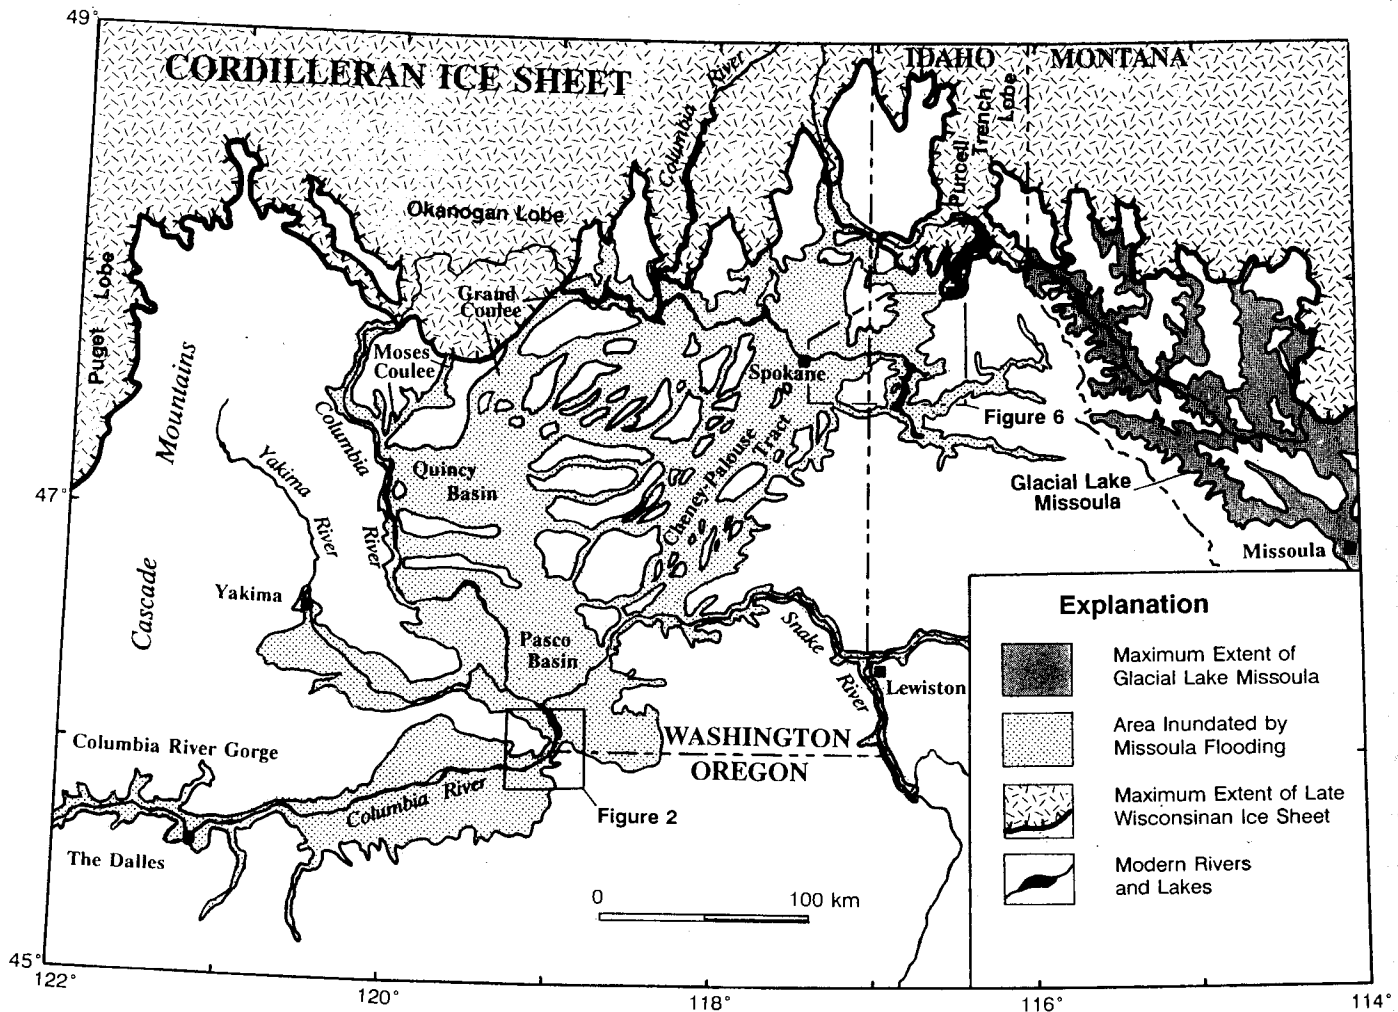 49°
IDAHO
MONTANA
CORDILLERAN ICE SHEET
Columbia River
Purcell
Trench
Lobe
Okanogan Lobe
Puget Lobe
Graud
Coulee
Moses
Coulee
Spokane
Cascade Mountains
Columbia River
Figure 6
Yakima River
Quincy
Basin
Cheney-Palouse Tract
Glacial Lake
Missoula
47°
Missoula
Yakima
Pasco
Basin
Snake River
Lewiston
WASHINGTON
OREGON
Columbia River Gorge
Columbia River
Figure 2
The Dalles
0 100 km
Explanation
Maximum Extent of
Glacial Lake Missoula
Area Inundated by
Missoula Flooding
Maximum Extent of Late
Wisconsinan Ice Sheet
Modern Rivers
and Lakes
45°
122°
120°
118°
116°
114°